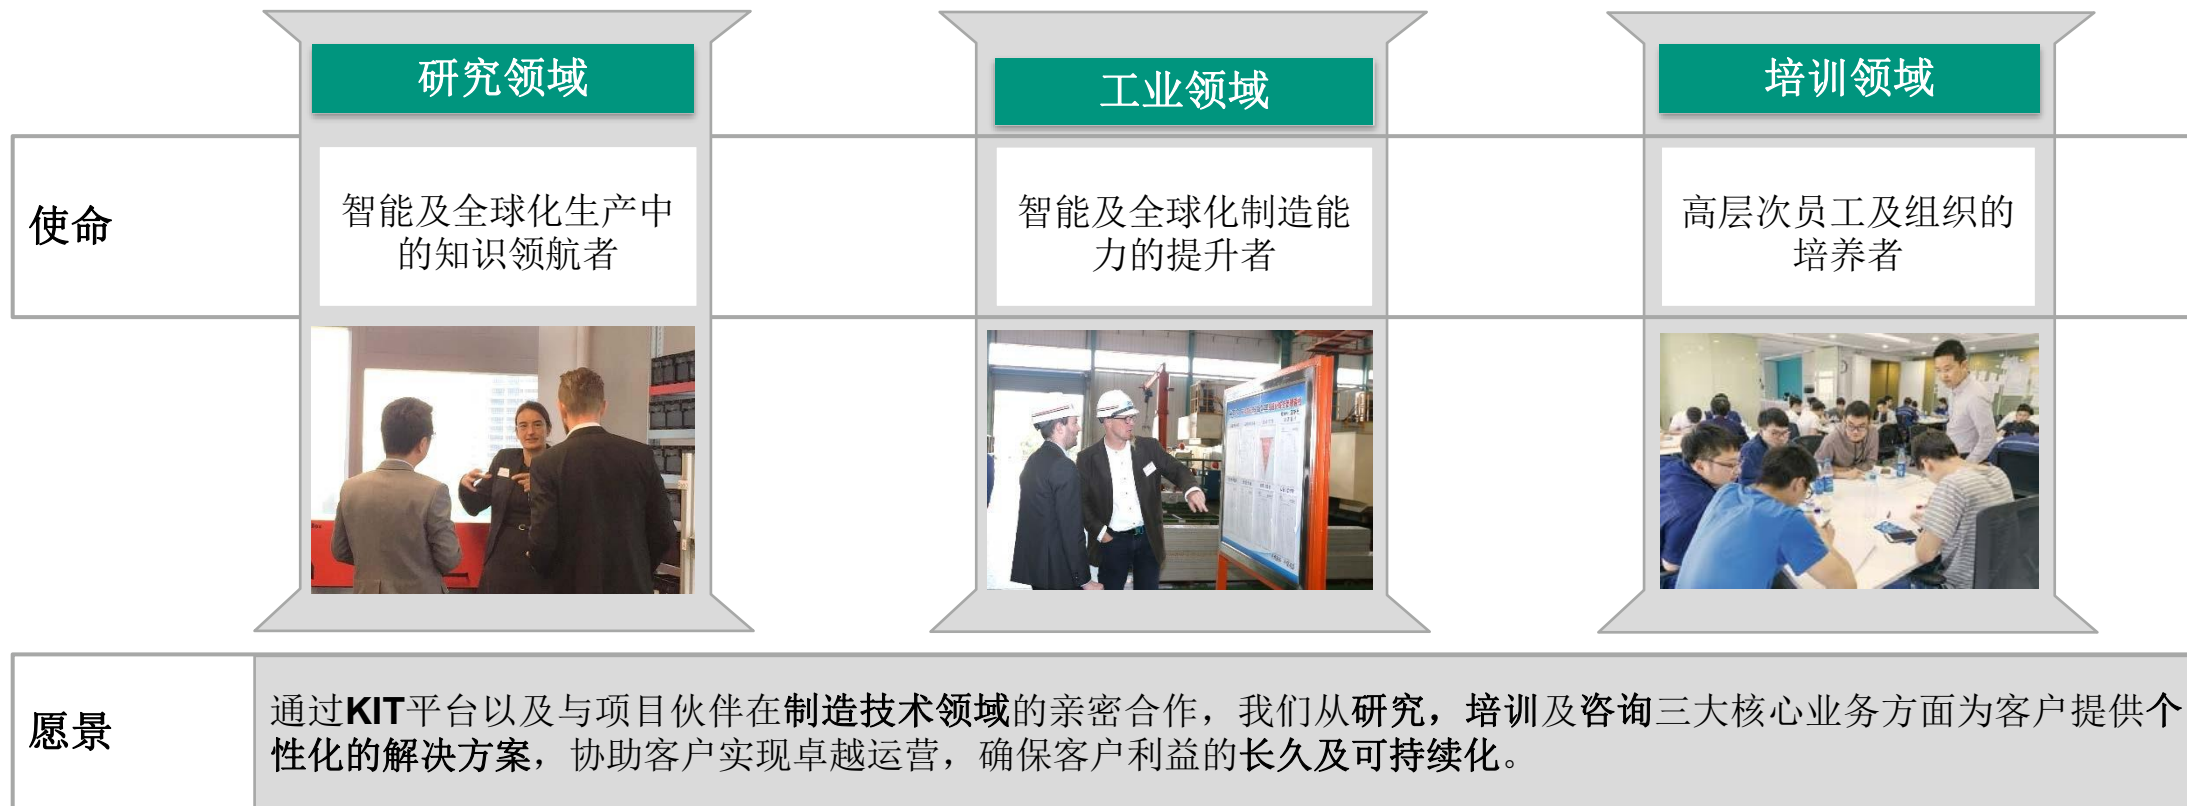 研究领域
工业领域
培训领域
使命
智能及全球化生产中
的知识领航者
智能及全球化制造能
力的提升者
高层次员工及组织的
培养者
愿景
通过KIT平台以及与项目伙伴在制造技术领域的亲密合作，我们从研究，培训及咨询三大核心业务方面为客户提供个
性化的解决方案，协助客户实现卓越运营，确保客户利益的长久及可持续化。